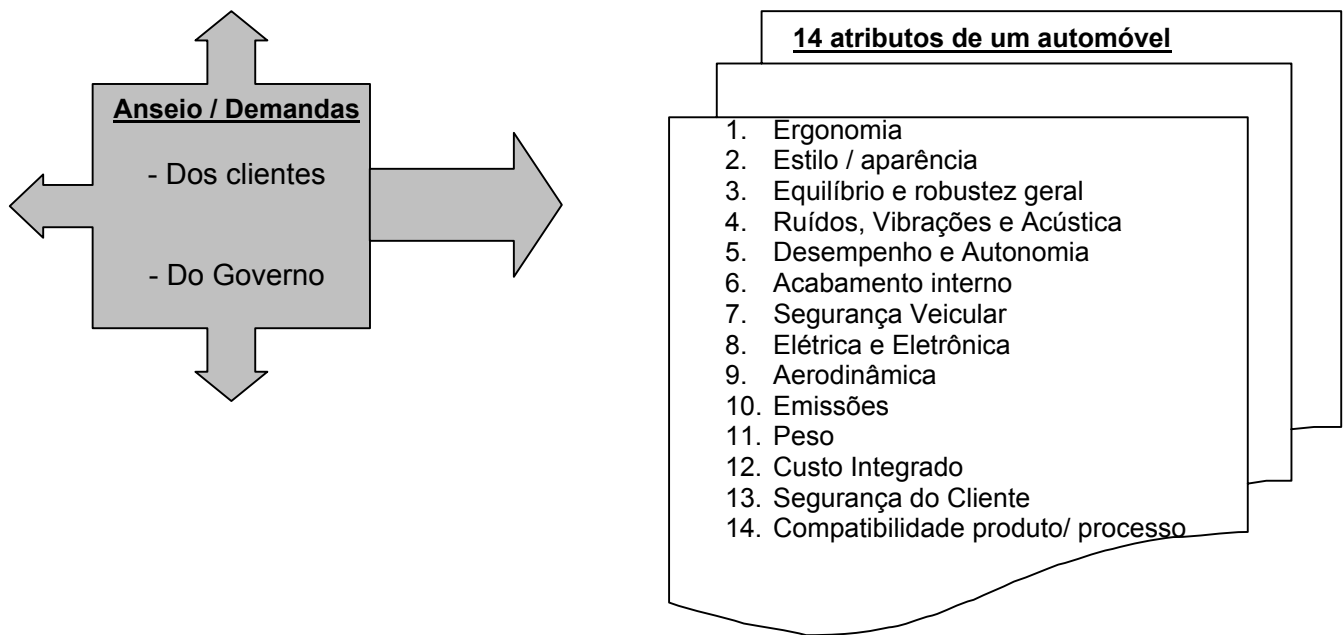 Anseio / Demandas
- Dos clientes
- Do Governo
14 atributos de um automóvel
1. Ergonomia
2. Estilo / aparência
3. Equilíbrio e robustez geral
4. Ruídos, Vibrações e Acústica
5. Desempenho e Autonomia
6. Acabamento interno
7. Segurança Veicular
8. Elétrica e Eletrônica
9. Aerodinâmica
10. Emissões
11. Peso
12. Custo Integrado
13. Segurança do Cliente
14. Compatibilidade produto/ processo